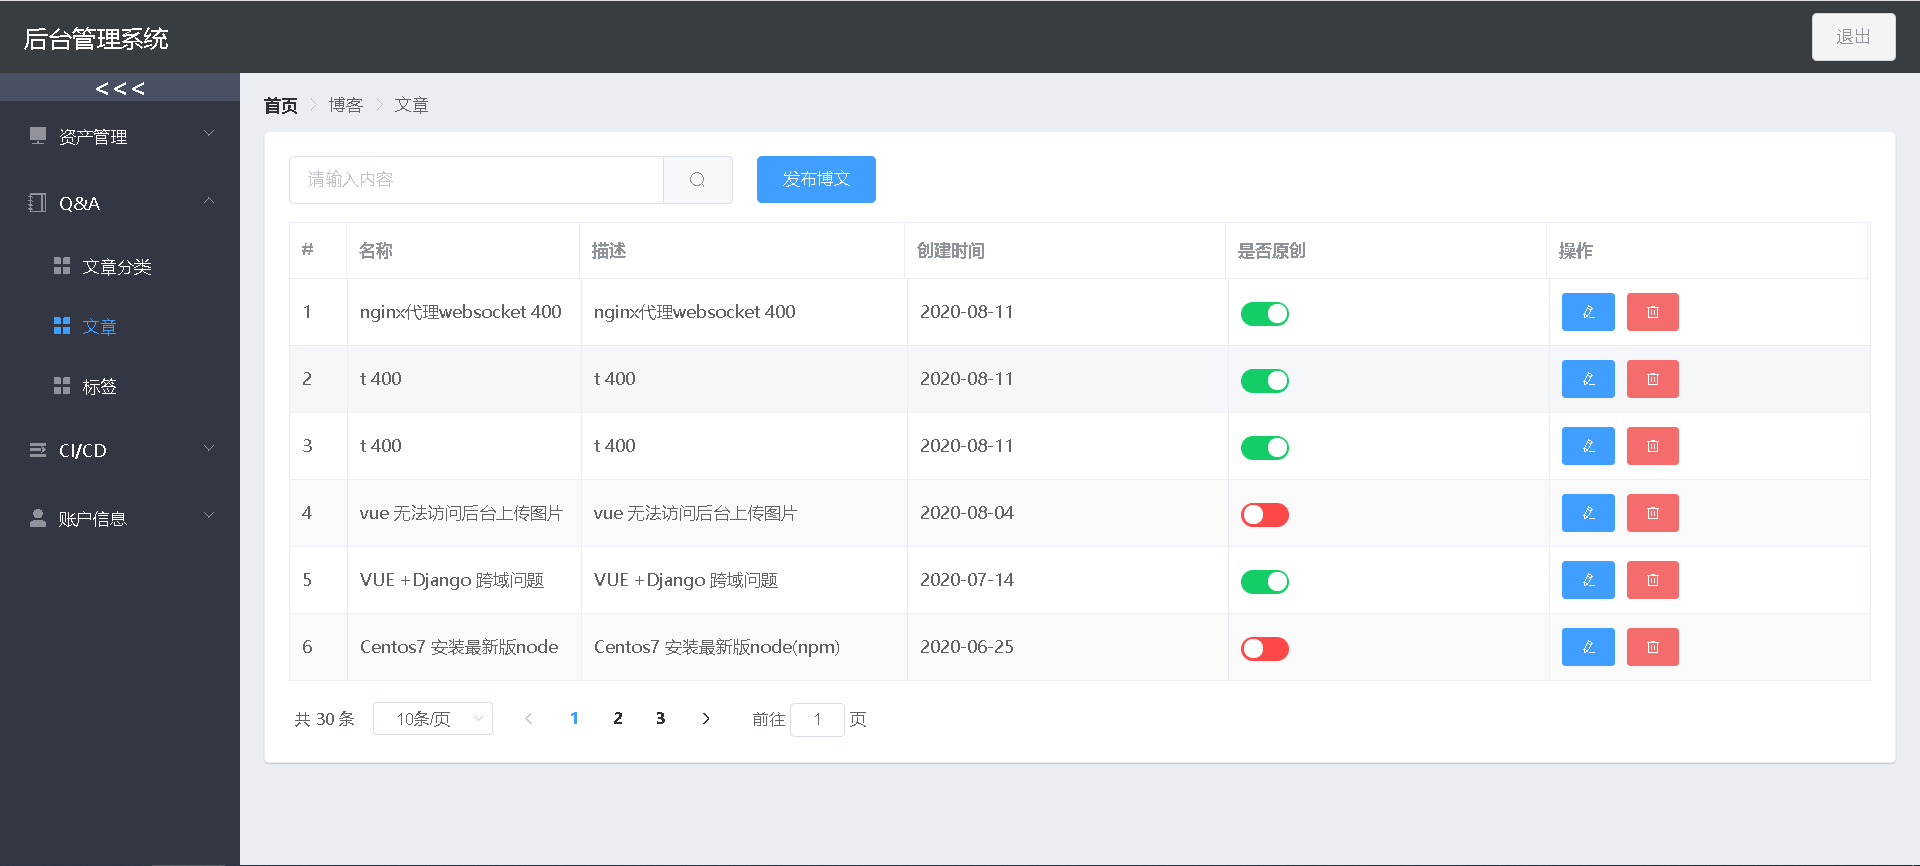 后台管理系统
退出
<<<
首页 博客 文章
资产管理
Q&A
文章分类
文章
标签
CI/CD
账户信息
请输入内容
发布博文
# 名称 描述 创建时间 是否原创 操作
1 nginx代理websocket 400 nginx代理websocket 400 2020-08-11
2 t 400 t 400 2020-08-11
3 t 400 t 400 2020-08-11
4 vue 无法访问后台上传图片 vue 无法访问后台上传图片 2020-08-04
5 VUE +Django 跨域问题 VUE +Django 跨域问题 2020-07-14
6 Centos7 安装最新版node Centos7 安装最新版node(npm) 2020-06-25
共 30 条 10条/页 1 2 3 前往 1 页